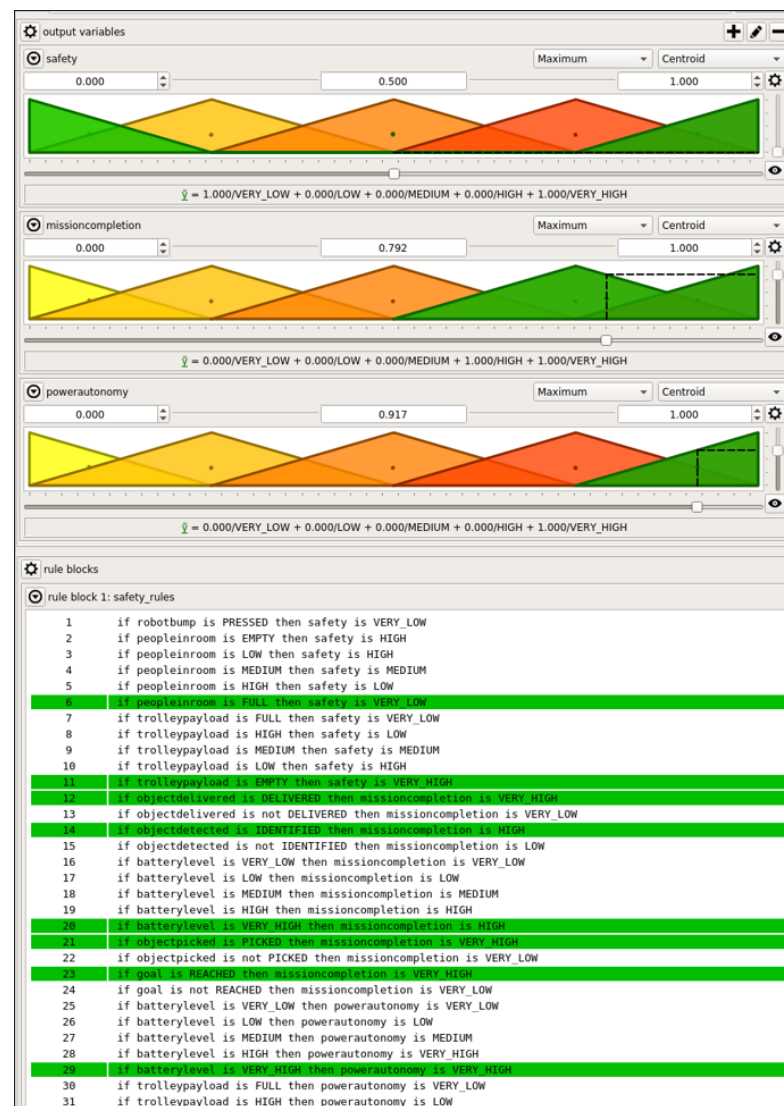 output variables
safety Maximum Centroid
0.000 0.500 1.000
= 1.000/VERY_LOW + 0.000/LOW + 0.000/MEDIUM + 0.000/HIGH + 1.000/VERY_HIGH
missioncompletion Maximum Centroid
0.000 0.792 1.000
= 0.000/VERY_LOW + 0.000/LOW + 0.000/MEDIUM + 1.000/HIGH + 1.000/VERY_HIGH
powerautonomy Maximum Centroid
0.000 0.917 1.000
= 0.000/VERY_LOW + 0.000/LOW + 0.000/MEDIUM + 0.000/HIGH + 1.000/VERY_HIGH
rule blocks
rule block 1: safety_rules
1 if robotbump is PRESSED then safety is VERY_LOW
2 if peopleinroom is EMPTY then safety is HIGH
3 if peopleinroom is LOW then safety is HIGH
4 if peopleinroom is MEDIUM then safety is MEDIUM
5 if peopleinroom is HIGH then safety is LOW
6 if peopleinroom is FULL then safety is VERY_LOW
7 if trolleypayload is FULL then safety is VERY_LOW
8 if trolleypayload is HIGH then safety is LOW
9 if trolleypayload is MEDIUM then safety is MEDIUM
10 if trolleypayload is LOW then safety is HIGH
11 if trolleypayload is EMPTY then safety is VERY_HIGH
12 if objectdelivered is DELIVERED then missioncompletion is VERY_HIGH
13 if objectdelivered is not DELIVERED then missioncompletion is VERY_LOW
14 if objectdetected is IDENTIFIED then missioncompletion is HIGH
15 if objectdetected is not IDENTIFIED then missioncompletion is LOW
16 if batterylevel is VERY_LOW then missioncompletion is VERY_LOW
17 if batterylevel is LOW then missioncompletion is LOW
18 if batterylevel is MEDIUM then missioncompletion is MEDIUM
19 if batterylevel is HIGH then missioncompletion is HIGH
20 if batterylevel is VERY_HIGH then missioncompletion is HIGH
21 if objectpicked is PICKED then missioncompletion is VERY_HIGH
22 if objectpicked is not PICKED then missioncompletion is VERY_LOW
23 if goal is REACHED then missioncompletion is VERY_HIGH
24 if goal is not REACHED then missioncompletion is VERY_LOW
25 if batterylevel is VERY_LOW then powerautonomy is VERY_LOW
26 if batterylevel is LOW then powerautonomy is LOW
27 if batterylevel is MEDIUM then powerautonomy is MEDIUM
28 if batterylevel is HIGH then powerautonomy is VERY_HIGH
29 if batterylevel is VERY_HIGH then powerautonomy is VERY_HIGH
30 if trolleypayload is FULL then powerautonomy is VERY_LOW
31 if trolleypayload is HIGH then powerautonomy is LOW